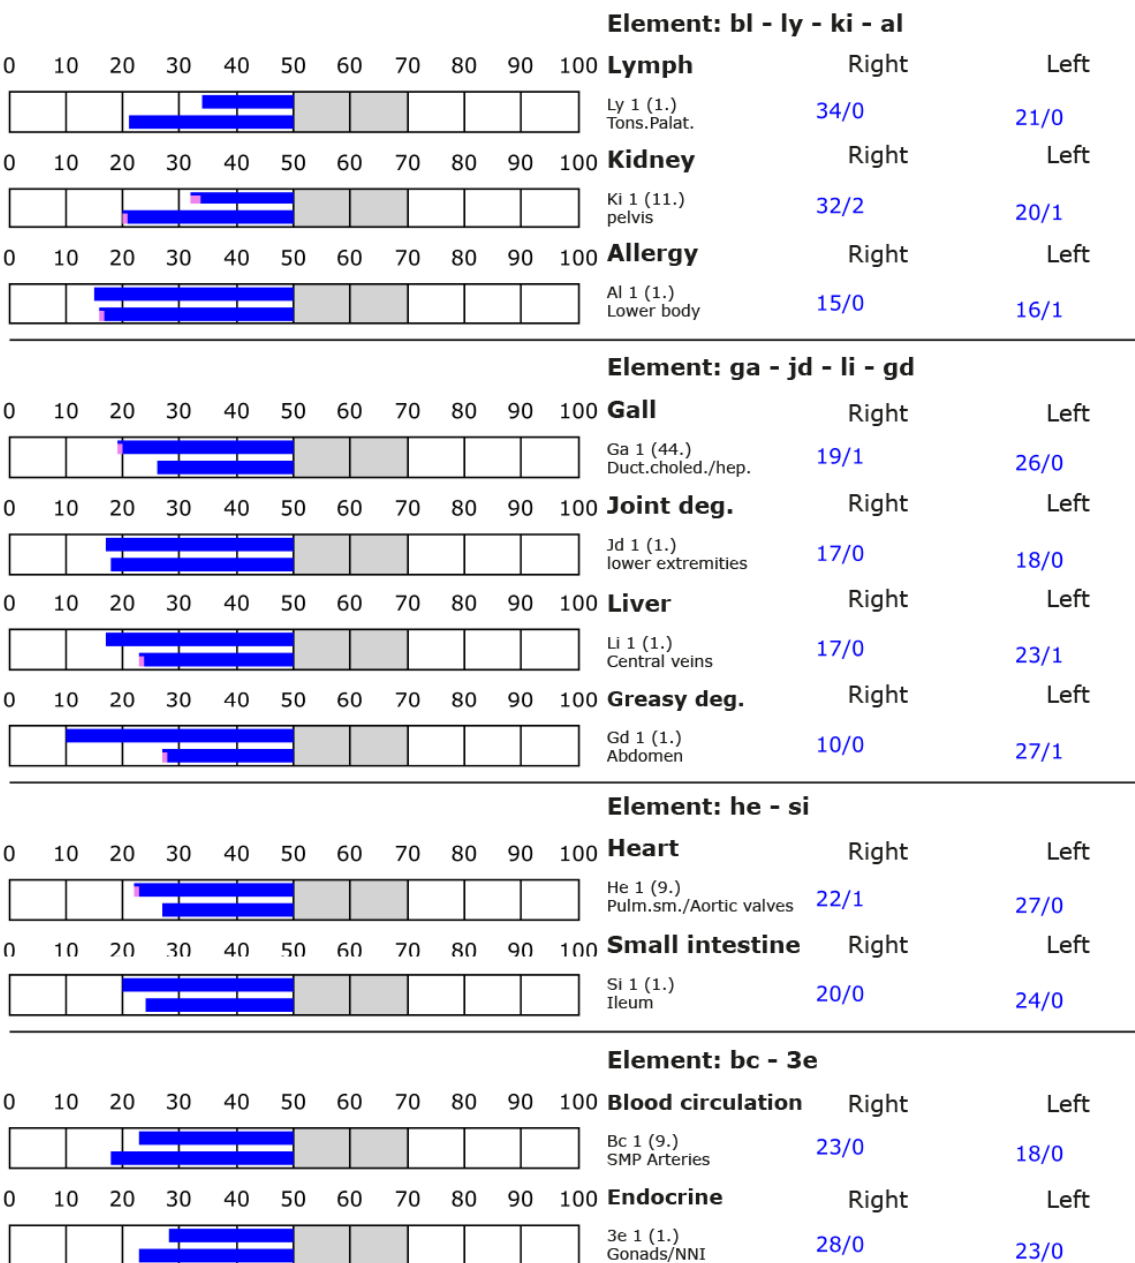 Element: bl - ly - ki - al
0 10 20 30 40 50 60 70 80 90 100 Lymph Right Left
Ly 1 (1.) 34/0 21/0
Tons.Palat.
0 10 20 30 40 50 60 70 80 90 100 Kidney Right Left
Ki 1 (11.) 32/2 20/1
pelvis
0 10 20 30 40 50 60 70 80 90 100 Allergy Right Left
Al 1 (1.) 15/0 16/1
Lower body
Element: ga - jd - li - gd
0 10 20 30 40 50 60 70 80 90 100 Gall Right Left
Ga 1 (44.) 19/1 26/0
Duct.choled./hep.
0 10 20 30 40 50 60 70 80 90 100 Joint deg. Right Left
Jd 1 (1.) 17/0 18/0
lower extremities
0 10 20 30 40 50 60 70 80 90 100 Liver Right Left
Li 1 (1.) 17/0 23/1
Central veins
0 10 20 30 40 50 60 70 80 90 100 Greasy deg. Right Left
Gd 1 (1.) 10/0 27/1
Abdomen
Element: he - si
0 10 20 30 40 50 60 70 80 90 100 Heart Right Left
He 1 (9.) 22/1 27/0
Pulm.sm./Aortic valves
0 10 20 30 40 50 60 70 80 90 100 Small intestine Right Left
Si 1 (1.) 20/0 24/0
Ileum
Element: bc - 3e
0 10 20 30 40 50 60 70 80 90 100 Blood circulation Right Left
Bc 1 (9.) 23/0 18/0
SMP Arteries
0 10 20 30 40 50 60 70 80 90 100 Endocrine Right Left
3e 1 (1.) 28/0 23/0
Gonads/NNI